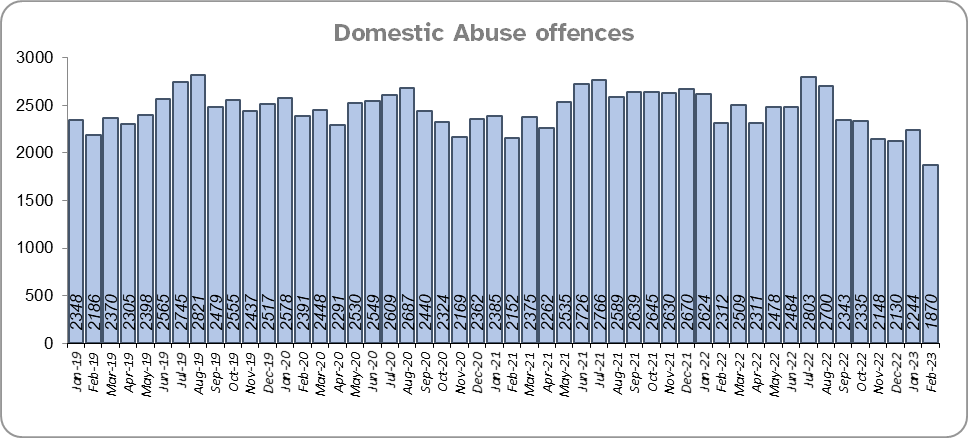 Domestic Abuse offences
3000
2500
2000
1500
1000
500
0
2348 2186 2370 2305 2398 2565 2745 2821 2479 2555 2437 2517 2578 2391 2448 2291 2530 2549 2609 2687 2440 2324 2169 2362 2385 2152 2375 2262 2535 2726 2766 2589 2639 2645 2630 2670 2624 2312 2509 2311 2478 2484 2803 2700 2343 2335 2148 2130 2244 1870
Jan-19 Feb-19 Mar-19 Apr-19 May-19 Jun-19 Jul-19 Aug-19 Sep-19 Oct-19 Nov-19 Dec-19 Jan-20 Feb-20 Mar-20 Apr-20 May-20 Jun-20 Jul-20 Aug-20 Sep-20 Oct-20 Nov-20 Dec-20 Jan-21 Feb-21 Mar-21 Apr-21 May-21 Jun-21 Jul-21 Aug-21 Sep-21 Oct-21 Nov-21 Dec-21 Jan-22 Feb-22 Mar-22 Apr-22 May-22 Jun-22 Jul-22 Aug-22 Sep-22 Oct-22 Nov-22 Dec-22 Jan-23 Feb-23